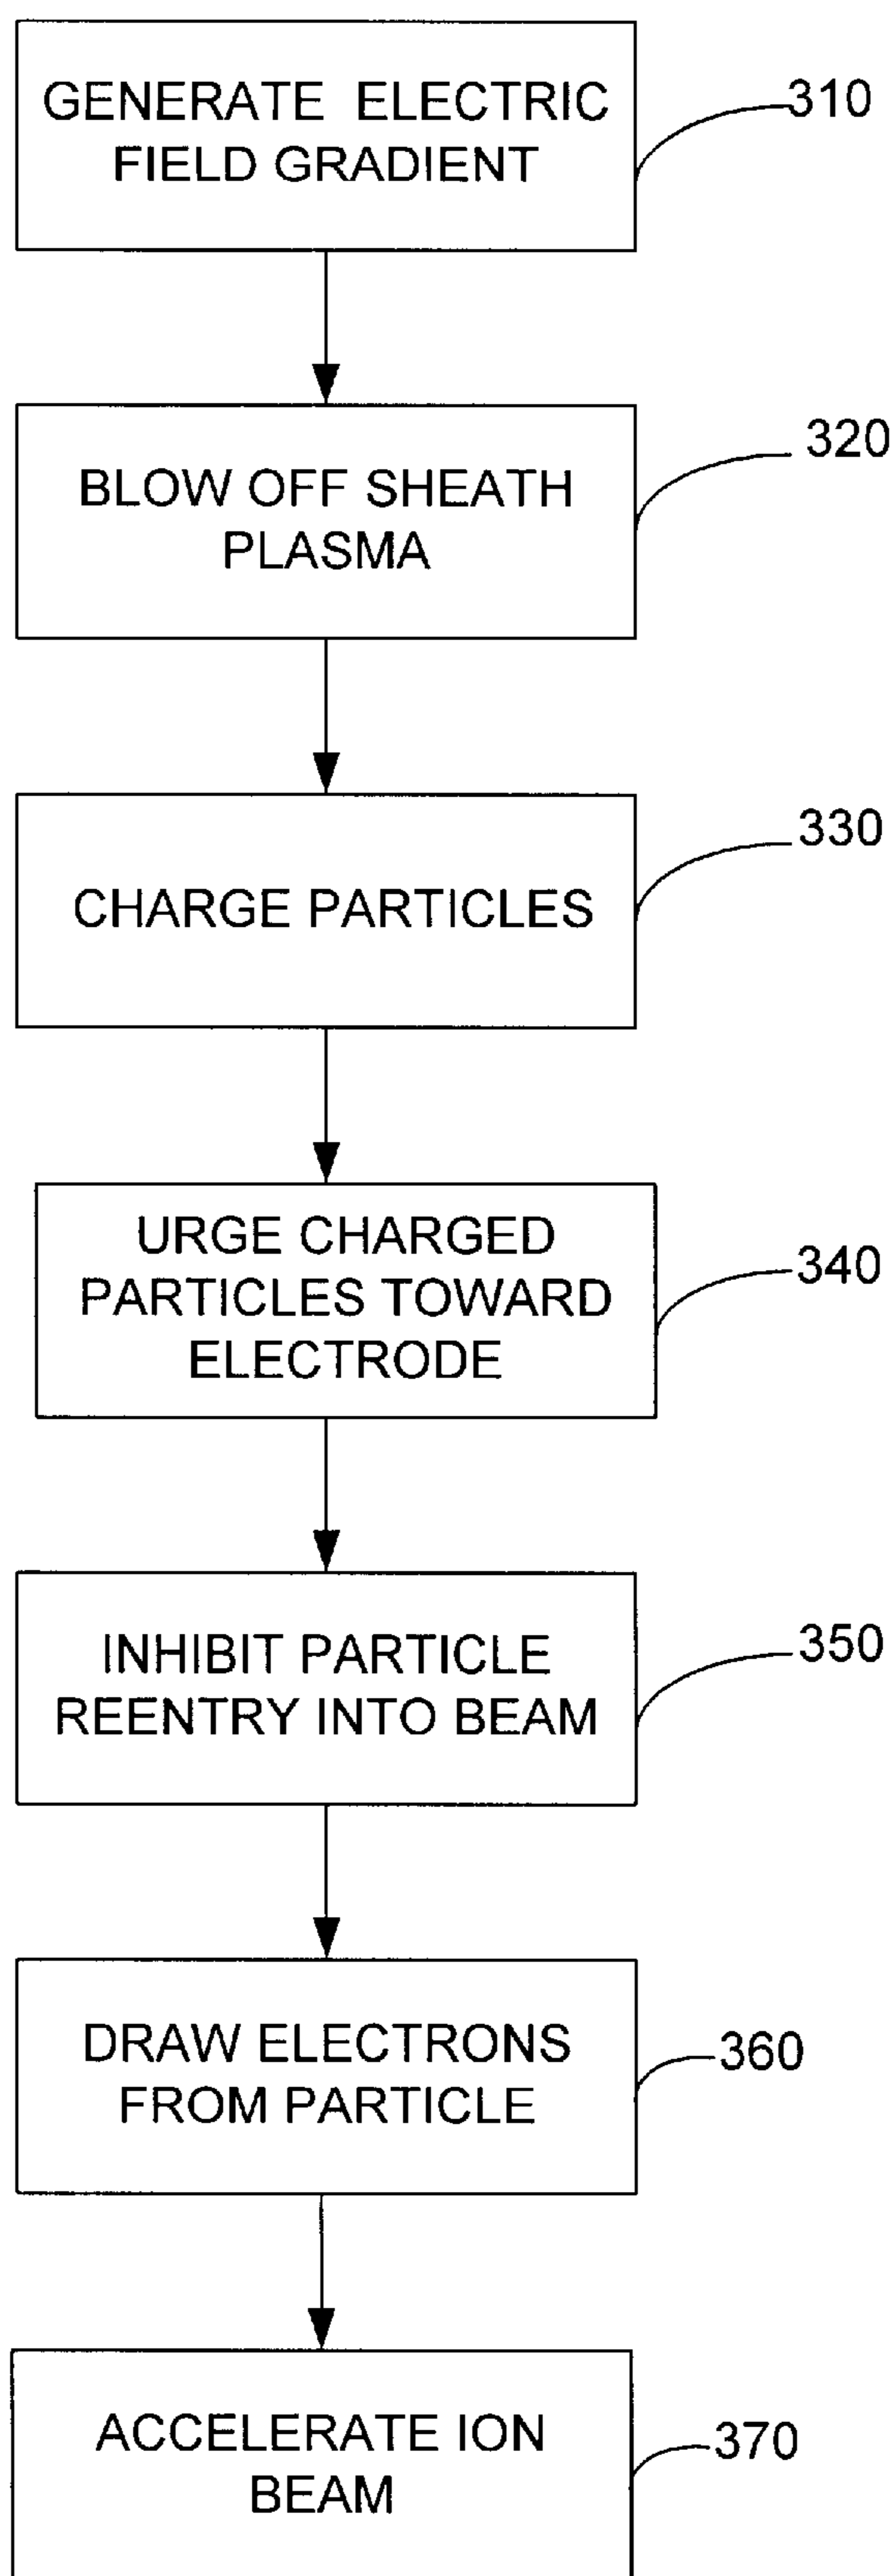 GENERATE ELECTRIC
FIELD GRADIENT
310
BLOW OFF SHEATH
PLASMA
320
CHARGE PARTICLES
330
URGE CHARGED
PARTICLES TOWARD
ELECTRODE
340
INHIBIT PARTICLE
REENTRY INTO BEAM
350
DRAW ELECTRONS
FROM PARTICLE
360
ACCELERATE ION
BEAM
370